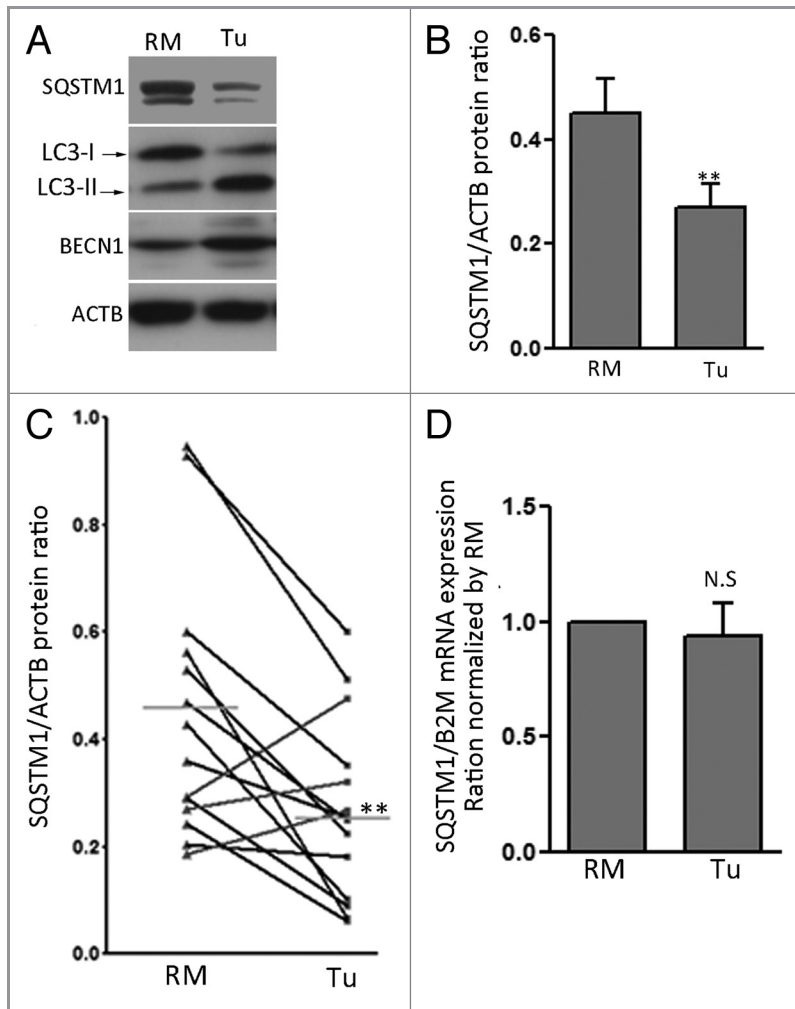 A
RM Tu
SQSTM1
LC3-I
LC3-II
BECN1
ACTB
B
SQSTM1/ACTB protein ratio
0.6
0.4
0.2
0.0
**
RM Tu
C
SQSTM1/ACTB protein ratio
1.0
0.8
0.6
0.4
0.2
0.0
**
RM Tu
D
SQSTM1/B2M mRNA expression
Ration normalized by RM
1.5
1.0
0.5
0.0
N.S
RM Tu